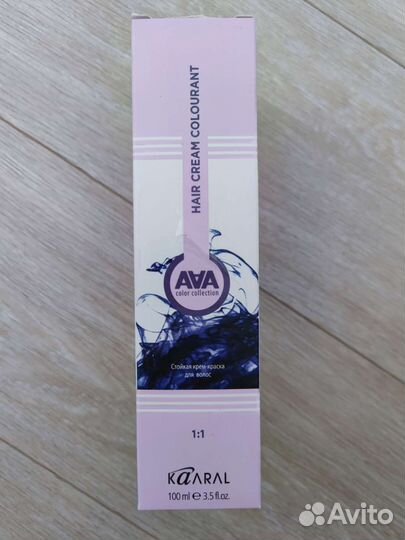 HAIR CREAM COLOURANT
AAA
color collection
Стойкая крем-краска
для волос
1:1
KAARAL
100 ml e 3.5 fl.oz.
Avito